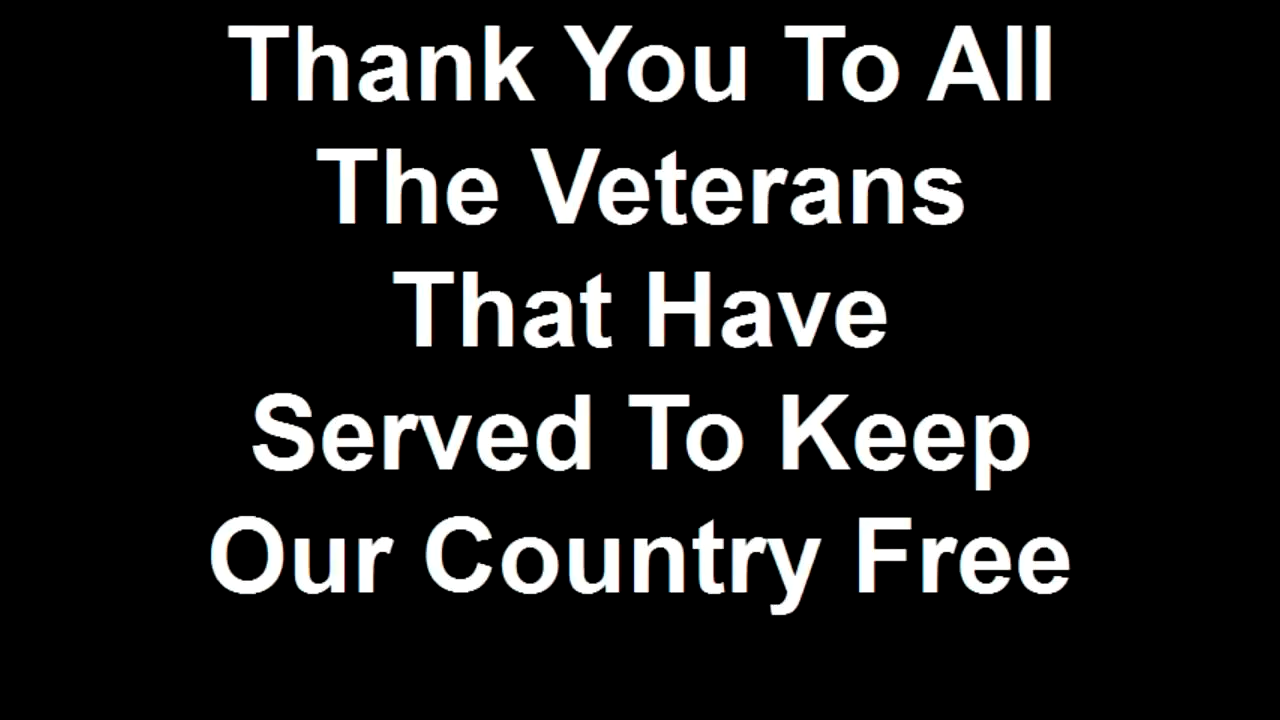 Thank You To All
The Veterans
That Have
Served To Keep
Our Country Free